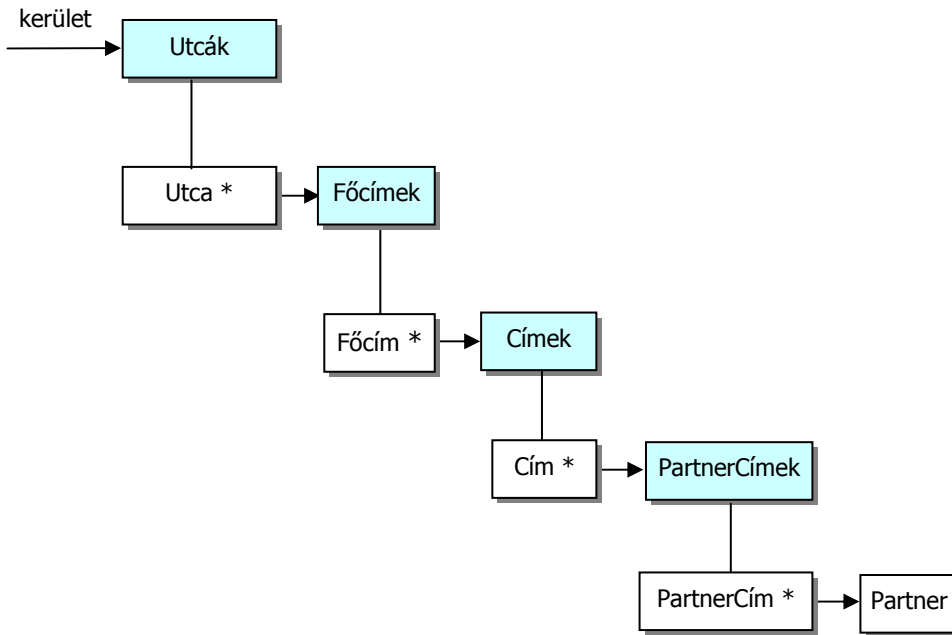 kerület
Utcák
Utca *
Főcímek
Főcím *
Címek
Cím *
PartnerCímek
PartnerCím *
Partner